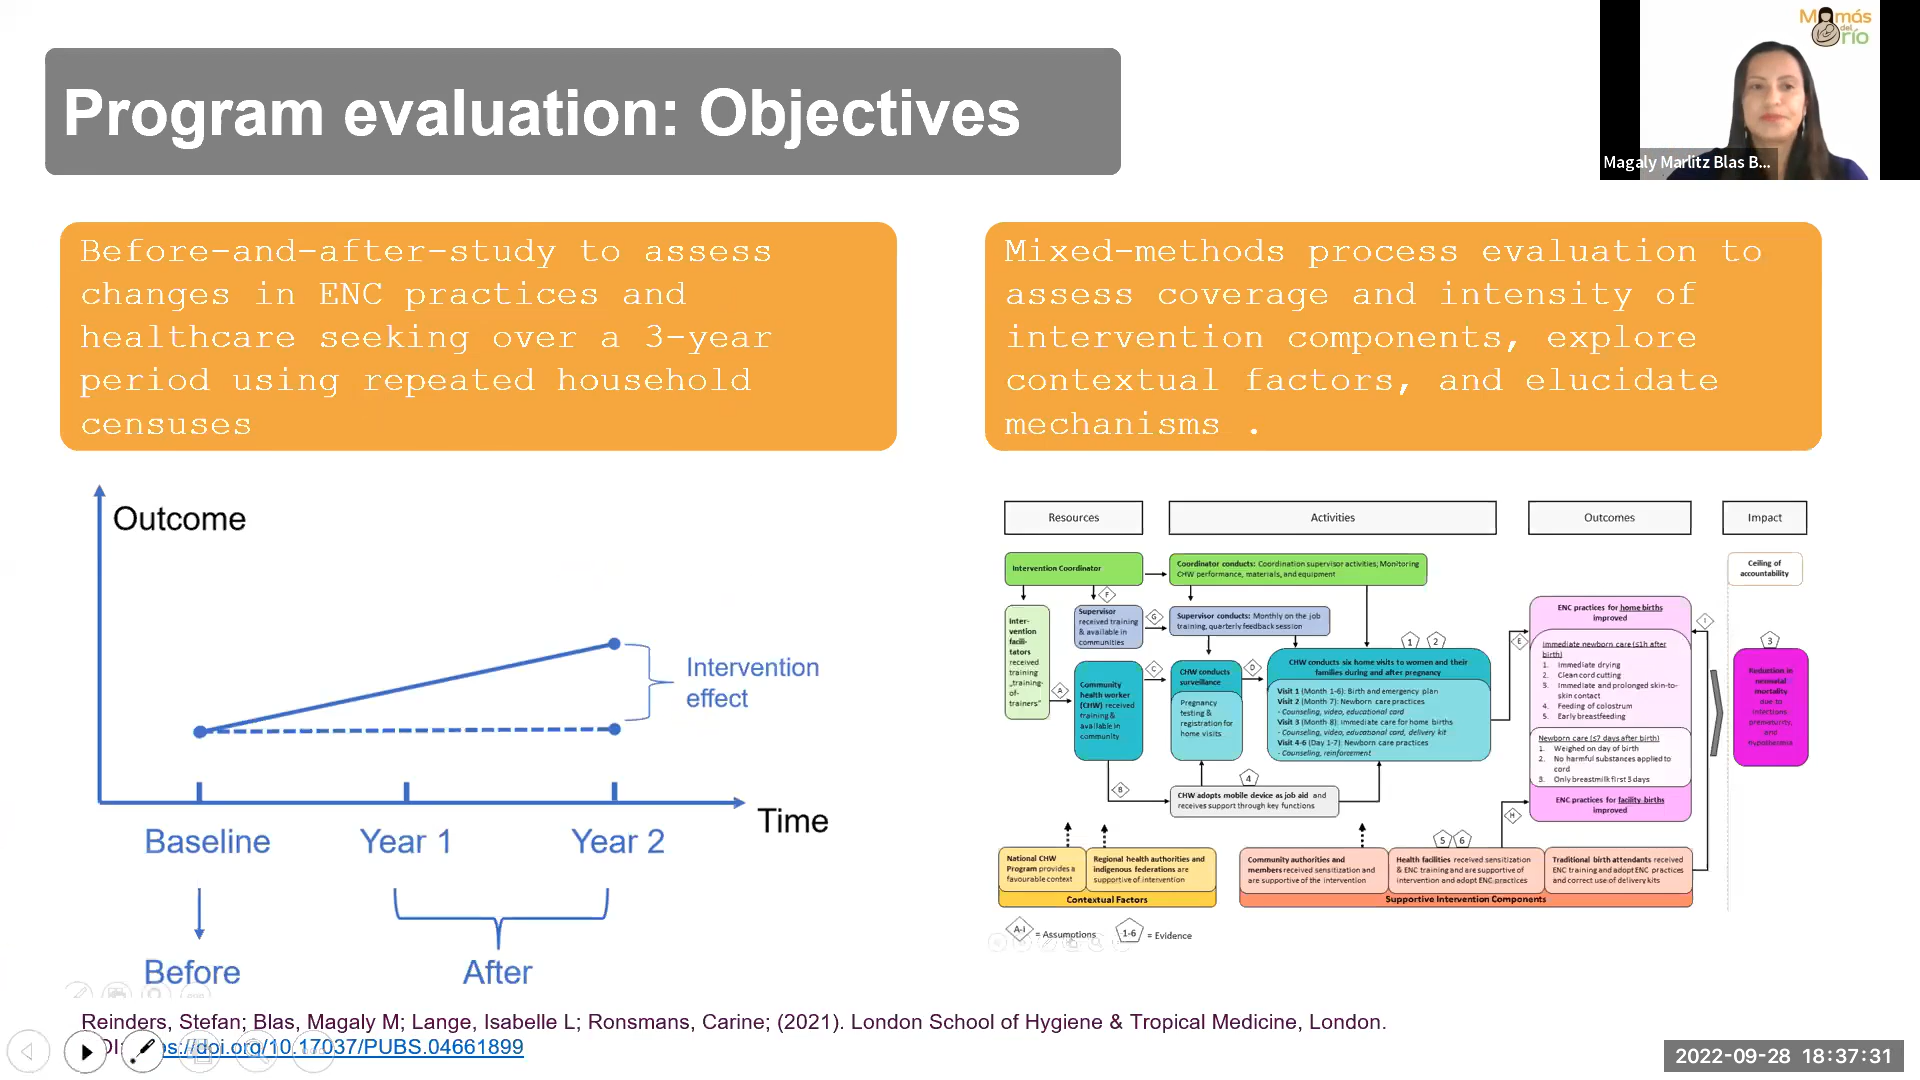 Program evaluation: Objectives
Mamás
del
río
Magaly Marlitz Blas B...
Before-and-after-study to assess
changes in ENC practices and
healthcare seeking over a 3-year
period using repeated household
censuses
Mixed-methods process evaluation to
assess coverage and intensity of
intervention components, explore
contextual factors, and elucidate
mechanisms .
Outcome
Intervention
effect
Time
Baseline
Year 1
Year 2
Before
After
Resources
Activities
Outcomes
Impact
Intervention Coordinator
Coordinator conducts: Coordination supervisor activities; Monitoring
CHW performance, materials, and equipment
Ceiling of
accountability
F
Inter-
vention
facili-
tators
received
training
„training-
of-
trainers"
Supervisor
received training
& available in
communities
G
Supervisor conducts: Monthly on the job
training, quarterly feedback session
A
Community
health worker
(CHW) received
training &
available in
community
C
CHW conducts
surveillance
Pregnancy
testing &
registration for
home visits
D
1
2
CHW conducts six home visits to women and their
families during and after pregnancy
Visit 1 (Month 1-6): Birth and emergency plan
Visit 2 (Month 7): Newborn care practices
- Counseling, video, educational card
Visit 3 (Month 8): Immediate care for home births
- Counseling, video, educational card, delivery kit
Visit 4-6 (Day 1-7): Newborn care practices
- Counseling, reinforcement
E
ENC practices for home births
improved
Immediate newborn care (≤1h after
birth)
1. Immediate drying
2. Clean cord cutting
3. Immediate and prolonged skin-to-
skin contact
4. Feeding of colostrum
5. Early breastfeeding
Newborn care (≤7 days after birth)
1. Weighed on day of birth
2. No harmful substances applied to
cord
3. Only breastmilk first 3 days
ENC practices for facility births
improved
I
3
Reduction in
neonatal
mortality
due to
infections,
prematurity,
and
hypothermia
B
4
CHW adopts mobile device as job aid and
receives support through key functions
H
5
6
National CHW
Program provides a
favourable context
Regional health authorities and
indigenous federations are
supportive of intervention
Contextual Factors
Community authorities and
members received sensitization and
are supportive of the intervention
Health facilities received sensitization
& ENC training and are supportive of
intervention and adopt ENC practices
Traditional birth attendants received
ENC training and adopt ENC practices
and correct use of delivery kits
Supportive Intervention Components
A-I = Assumptions
1-6 = Evidence
Reinders, Stefan; Blas, Magaly M; Lange, Isabelle L; Ronsmans, Carine; (2021). London School of Hygiene & Tropical Medicine, London.
ps://doi.org/10.17037/PUBS.04661899
2022-09-28 18:37:31